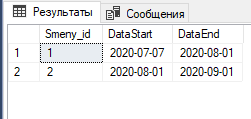 Результаты Сообщения
Smeny_id DataStart DataEnd
1 1 2020-07-07 2020-08-01
2 2 2020-08-01 2020-09-01